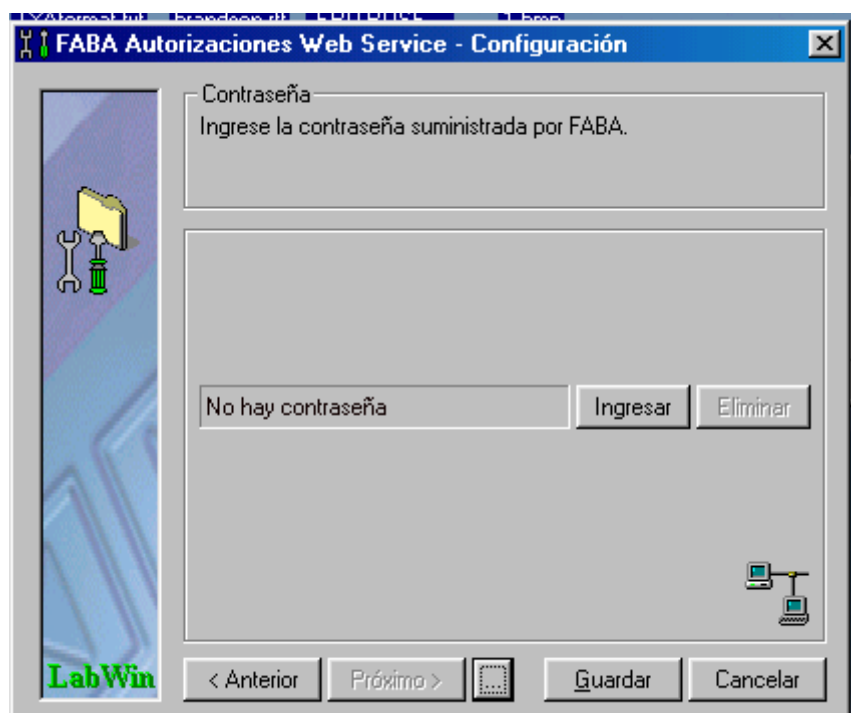 FABA Autorizaciones Web Service - Configuración
Contraseña
Ingrese la contraseña suministrada por FABA.
No hay contraseña
Ingresar
Eliminar
LabWin
< Anterior
Próximo >
...
Guardar
Cancelar